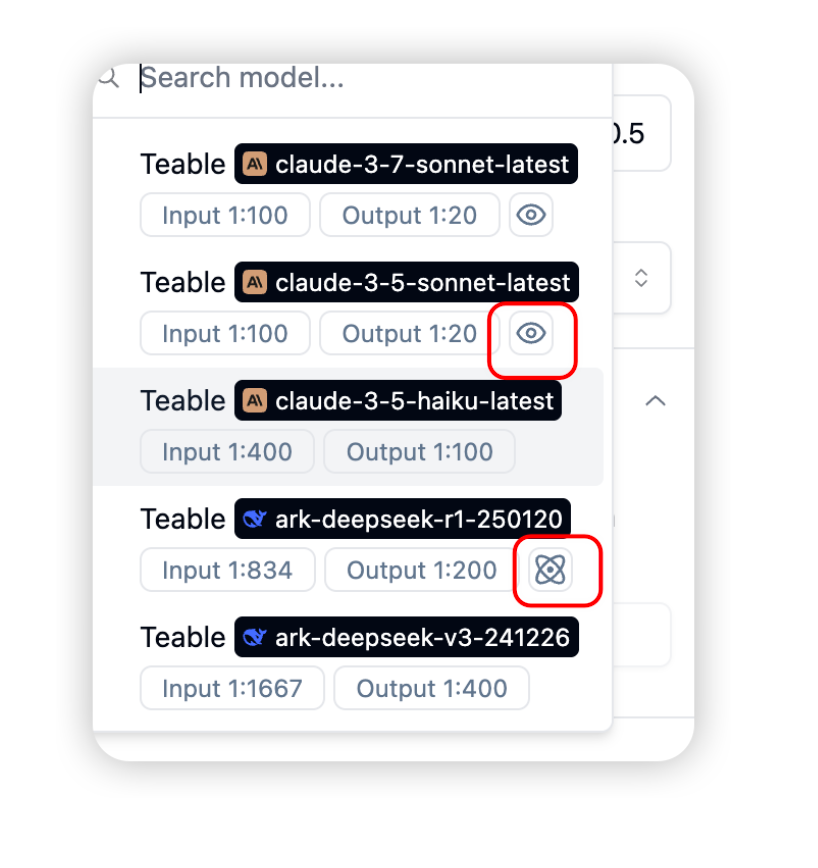 Search model...
0.5
Teable claude-3-7-sonnet-latest
Input 1:100 Output 1:20
Teable claude-3-5-sonnet-latest
Input 1:100 Output 1:20
Teable claude-3-5-haiku-latest
Input 1:400 Output 1:100
Teable ark-deepseek-r1-250120
Input 1:834 Output 1:200
Teable ark-deepseek-v3-241226
Input 1:1667 Output 1:400